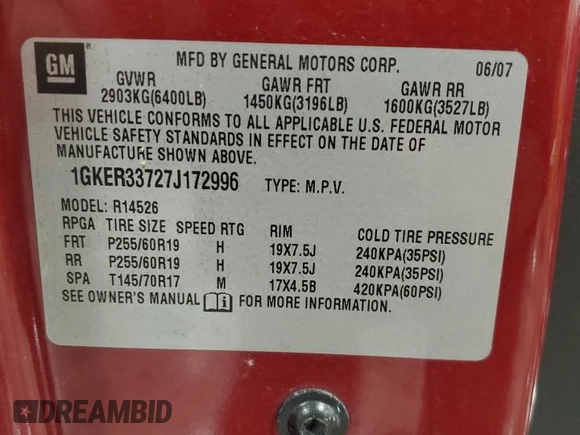 GM
MFD BY GENERAL MOTORS CORP. 06/07
GVWR GAWR FRT GAWR RR
2903KG(6400LB) 1450KG(3196LB) 1600KG(3527LB)
THIS VEHICLE CONFORMS TO ALL APPLICABLE U.S. FEDERAL MOTOR
VEHICLE SAFETY STANDARDS IN EFFECT ON THE DATE OF
MANUFACTURE SHOWN ABOVE.
1GKER33727J172996 TYPE: M.P.V.
MODEL: R14526
RPGA TIRE SIZE SPEED RTG RIM COLD TIRE PRESSURE
FRT P255/60R19 H 19X7.5J 240KPA(35PSI)
RR P255/60R19 H 19X7.5J 240KPA(35PSI)
SPA T145/70R17 M 17X4.5B 420KPA(60PSI)
SEE OWNER'S MANUAL FOR MORE INFORMATION.
DREAMBID